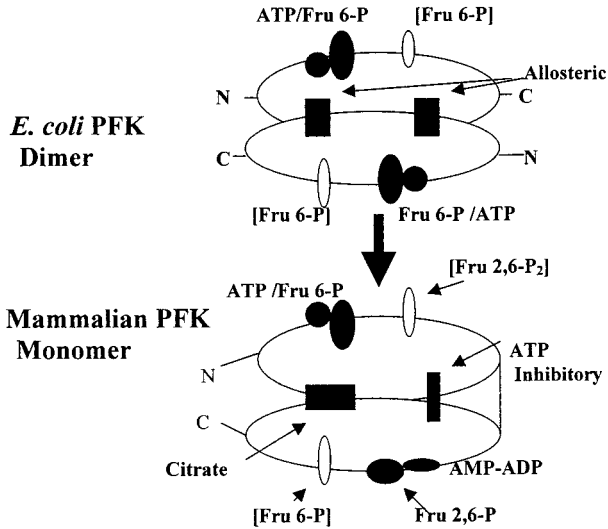 ATP/Fru 6-P [Fru 6-P]
Allosteric
N C
E. coli PFK
Dimer
C N
[Fru 6-P] Fru 6-P /ATP
[Fru 2,6-P₂]
ATP /Fru 6-P
Mammalian PFK
Monomer
ATP
Inhibitory
N
C
Citrate
AMP-ADP
[Fru 6-P] Fru 2,6-P